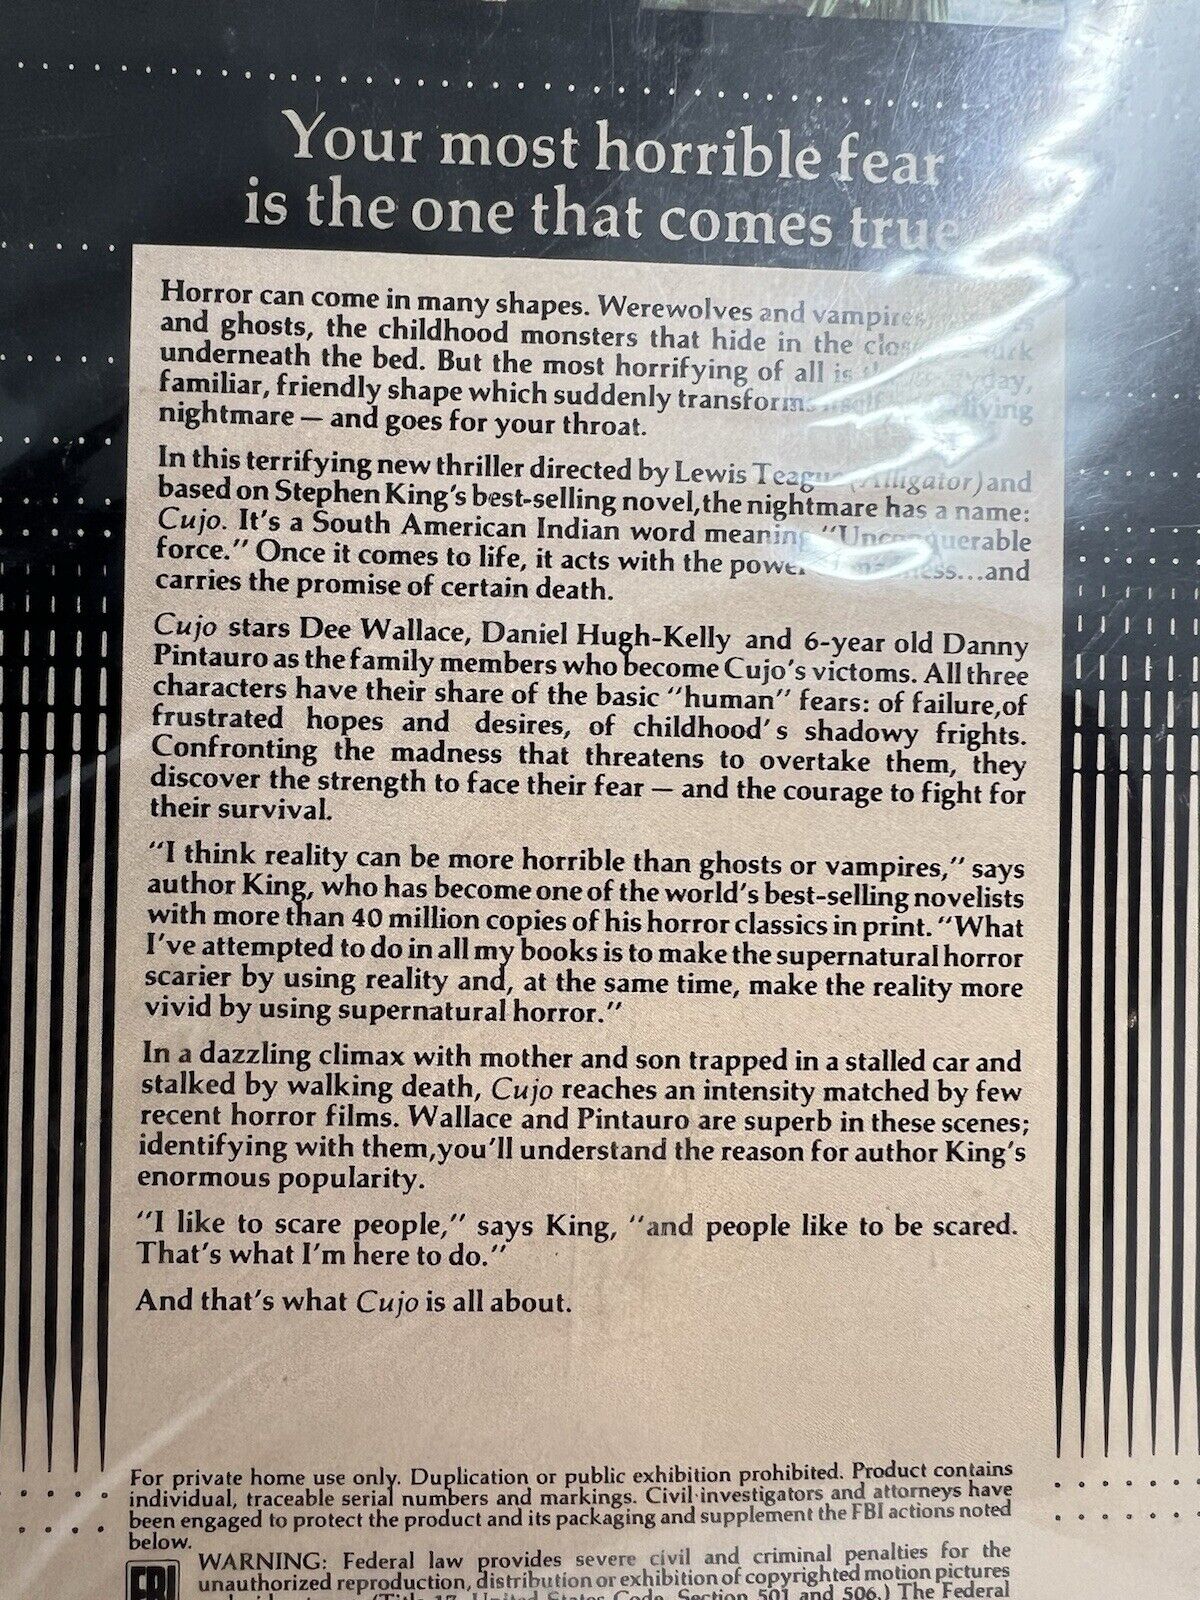 Your most horrible fear
is the one that comes true
Horror can come in many shapes. Werewolves and vampires
and ghosts, the childhood monsters that hide in the
underneath the bed. But the most horrifying of all is
familiar, friendly shape which suddenly transforms
nightmare — and goes for your throat.
In this terrifying new thriller directed by Lewis Teague (Alligator) and
based on Stephen King's best-selling novel, the nightmare has a name:
Cujo. It's a South American Indian word meaning "Unconquerable
force." Once it comes to life, it acts with the power ...and
carries the promise of certain death.
Cujo stars Dee Wallace, Daniel Hugh-Kelly and 6-year old Danny
Pintauro as the family members who become Cujo's victoms. All three
characters have their share of the basic "human" fears: of failure,of
frustrated hopes and desires, of childhood's shadowy frights.
Confronting the madness that threatens to overtake them, they
discover the strength to face their fear — and the courage to fight for
their survival.
"I think reality can be more horrible than ghosts or vampires," says
author King, who has become one of the world's best-selling novelists
with more than 40 million copies of his horror classics in print. "What
I've attempted to do in all my books is to make the supernatural horror
scarier by using reality and, at the same time, make the reality more
vivid by using supernatural horror."
In a dazzling climax with mother and son trapped in a stalled car and
stalked by walking death, Cujo reaches an intensity matched by few
recent horror films. Wallace and Pintauro are superb in these scenes;
identifying with them,you'll understand the reason for author King's
enormous popularity.
"I like to scare people," says King, "and people like to be scared.
That's what I'm here to do."
And that's what Cujo is all about.
For private home use only. Duplication or public exhibition prohibited. Product contains
individual, traceable serial numbers and markings. Civil investigators and attorneys have
been engaged to protect the product and its packaging and supplement the FBI actions noted
below.
FBI
WARNING: Federal law provides severe civil and criminal penalties for the
unauthorized reproduction, distribution or exhibition of copyrighted motion pictures
(Title 17, United States Code, Section 501 and 506.) The Federal